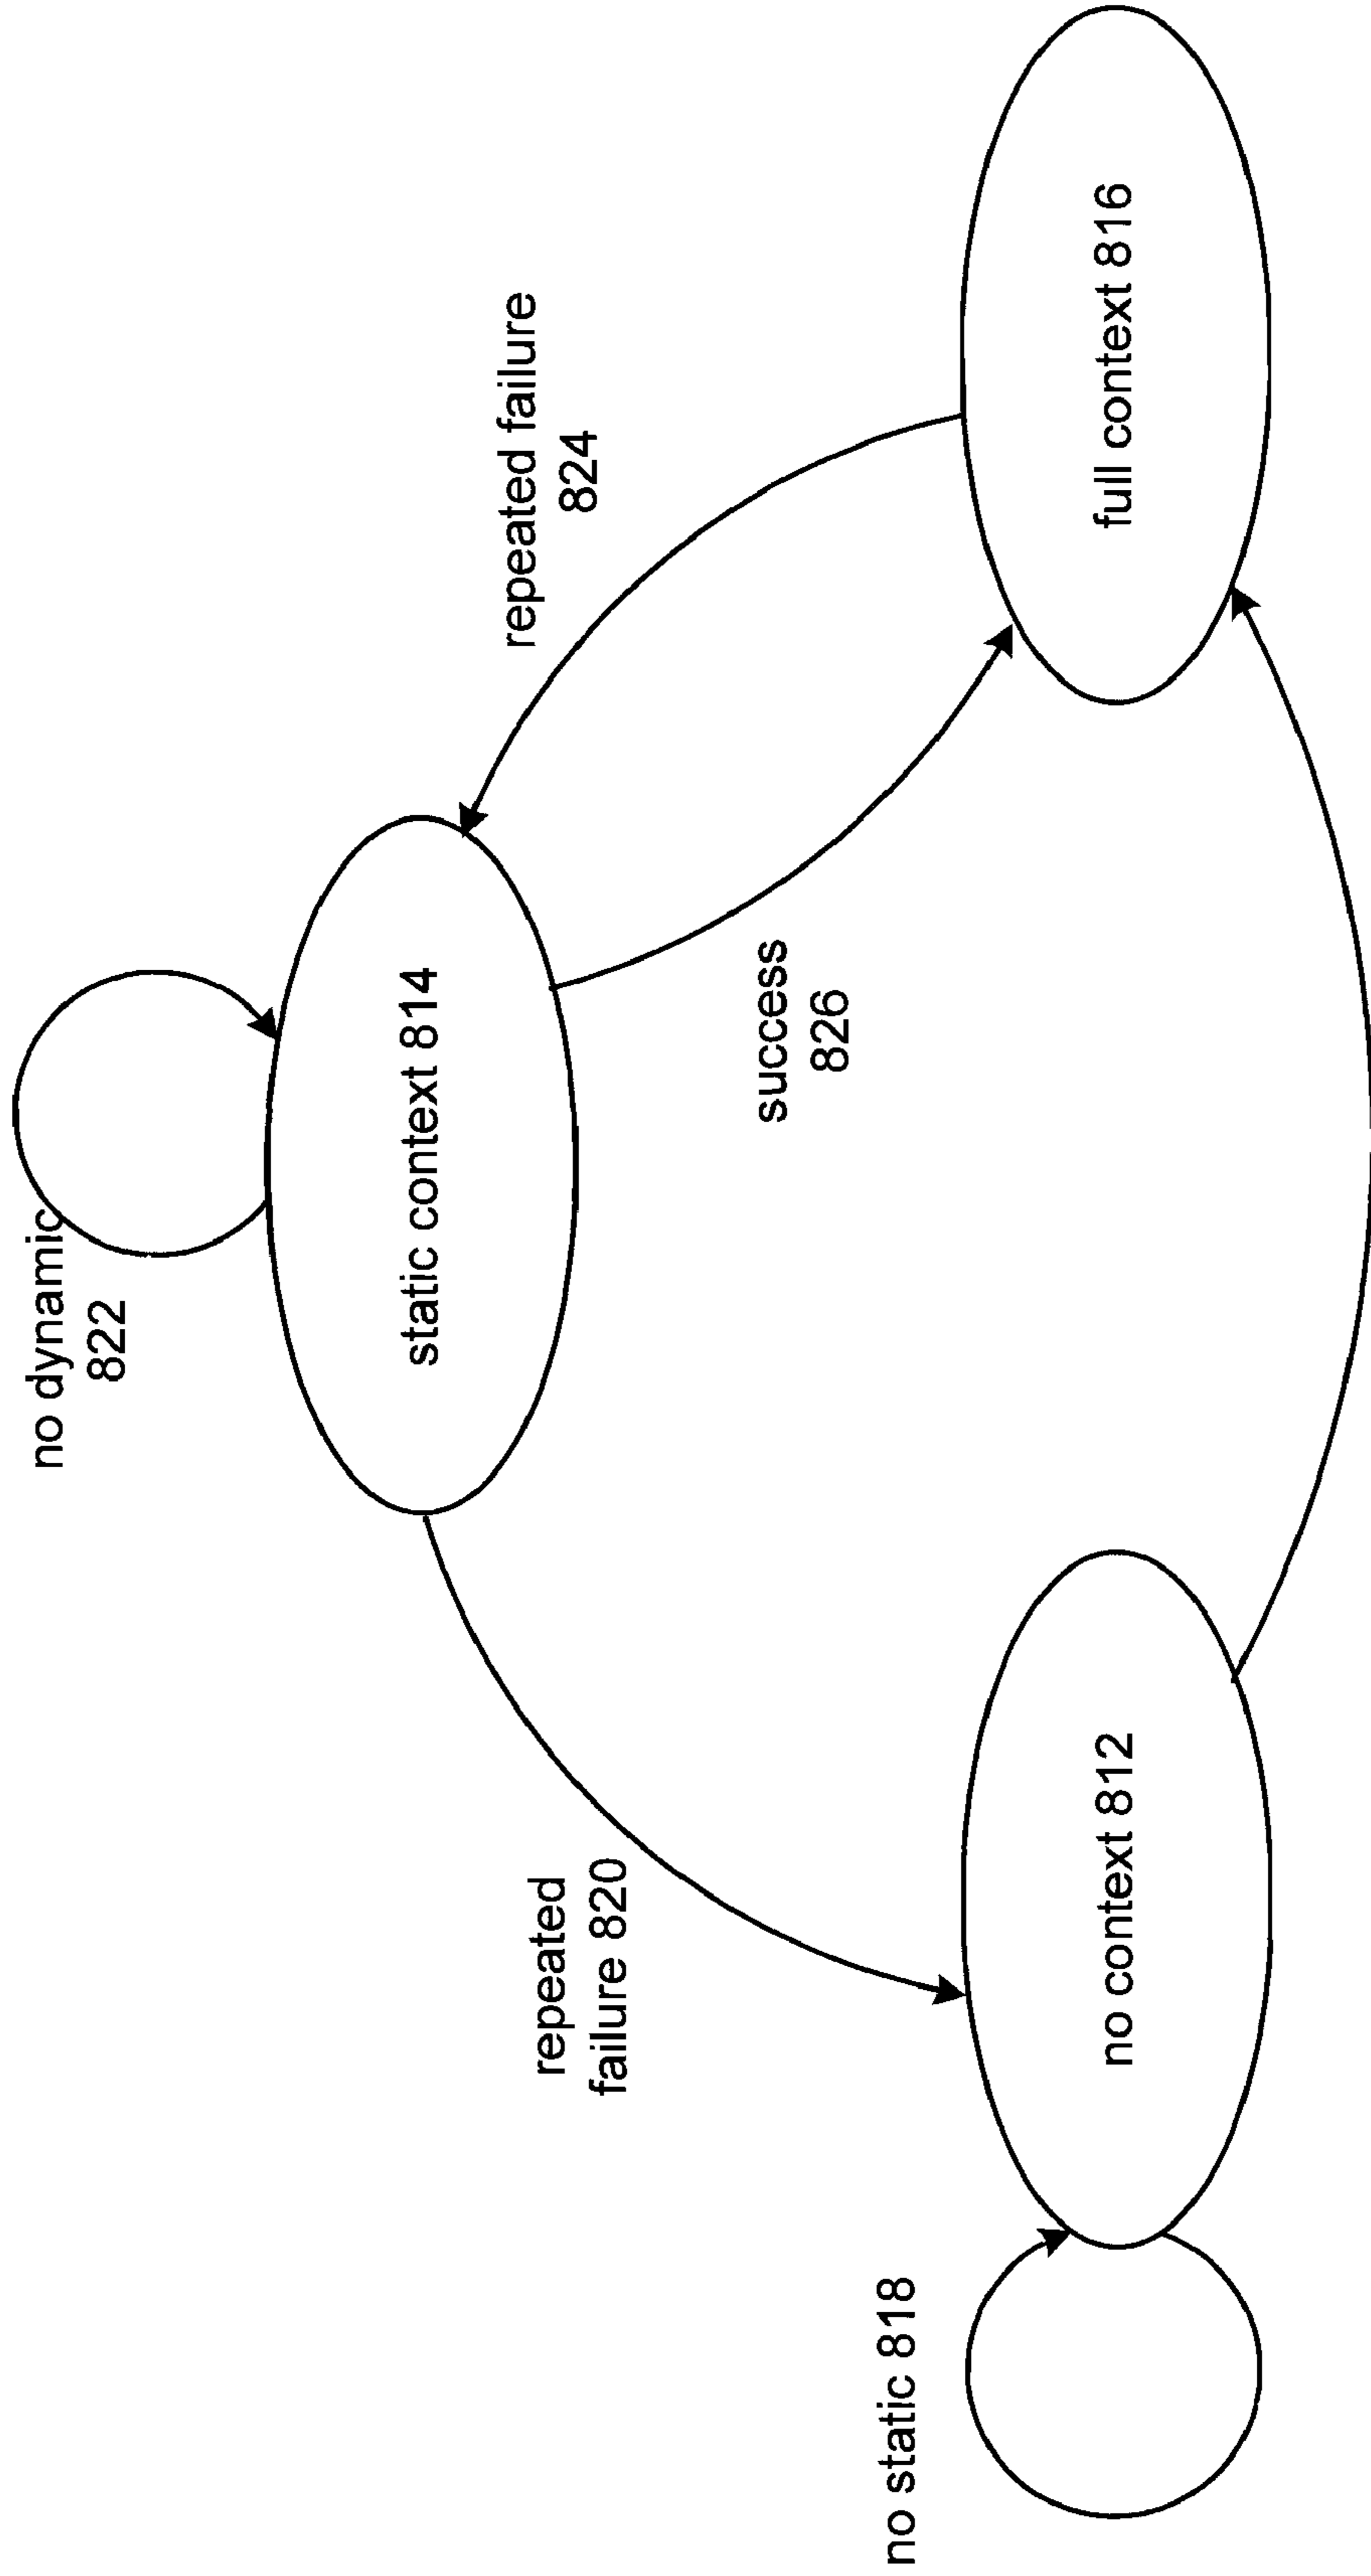 no dynamic
822
static context 814
repeated failure
824
repeated
failure 820
success
826
no static 818
no context 812
full context 816